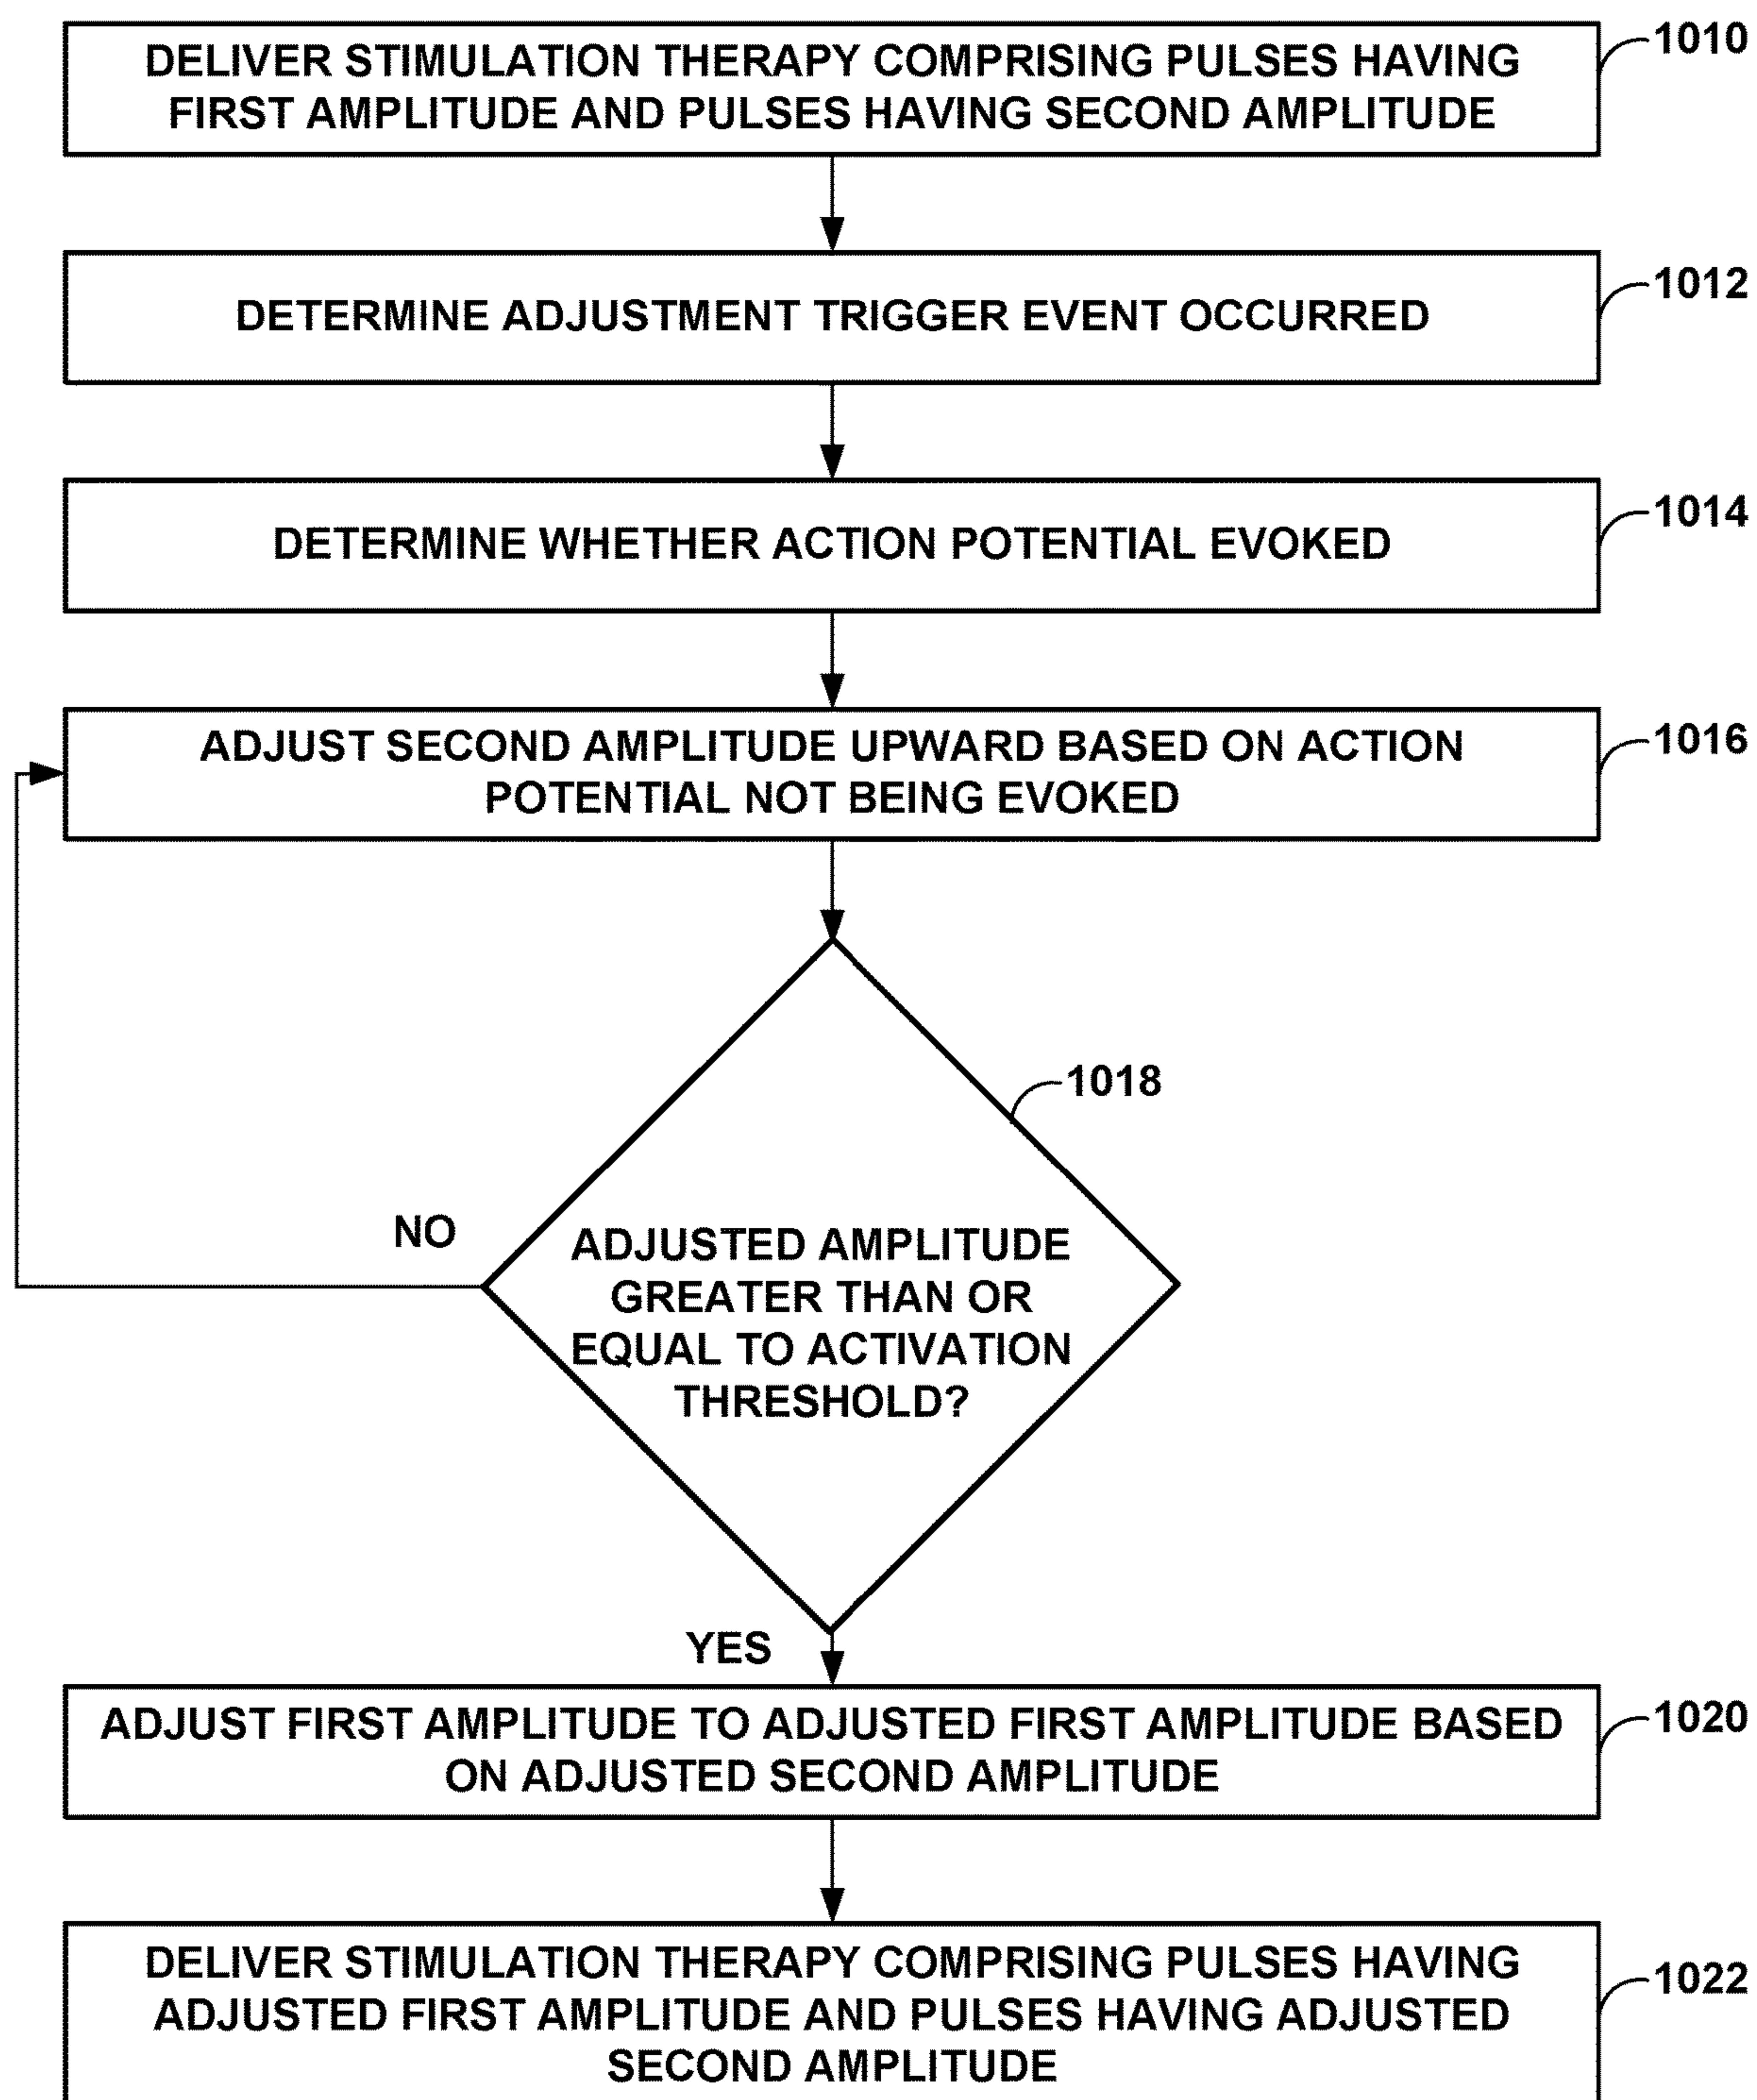 DELIVER STIMULATION THERAPY COMPRISING PULSES HAVING
FIRST AMPLITUDE AND PULSES HAVING SECOND AMPLITUDE
1010
DETERMINE ADJUSTMENT TRIGGER EVENT OCCURRED
1012
DETERMINE WHETHER ACTION POTENTIAL EVOKED
1014
ADJUST SECOND AMPLITUDE UPWARD BASED ON ACTION
POTENTIAL NOT BEING EVOKED
1016
1018
NO
ADJUSTED AMPLITUDE
GREATER THAN OR
EQUAL TO ACTIVATION
THRESHOLD?
YES
ADJUST FIRST AMPLITUDE TO ADJUSTED FIRST AMPLITUDE BASED
ON ADJUSTED SECOND AMPLITUDE
1020
DELIVER STIMULATION THERAPY COMPRISING PULSES HAVING
ADJUSTED FIRST AMPLITUDE AND PULSES HAVING ADJUSTED
SECOND AMPLITUDE
1022